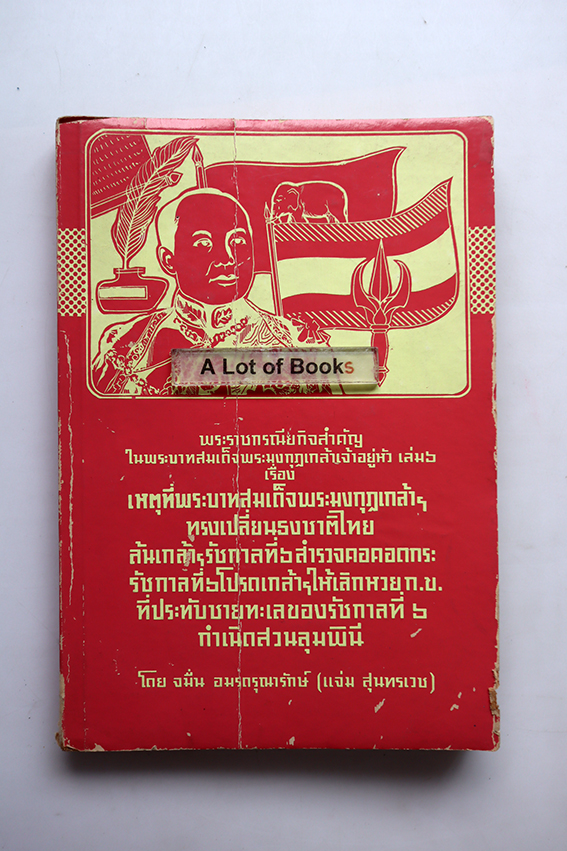 A Lot of Books
พระราชกรณียกิจสำคัญ
ในพระบาทสมเด็จพระมงกุฎเกล้าเจ้าอยู่หัว เล่ม๖
เรื่อง
เหตุที่พระบาทสมเด็จพระมงกุฎเกล้าฯ
ทรงเปลี่ยนธงชาติไทย
ล้นเกล้าฯรัชกาลที่๖สำรวจคอคอดกระ
รัชกาลที่๖โปรดเกล้าฯให้เลิกหวยก.ข.
ที่ประทับชายทะเลของรัชกาลที่ ๖
กำเนิดสวนลุมพินี
โดย จมื่น อมรดรุณารักษ์ (แจ่ม สุนทรเวช)